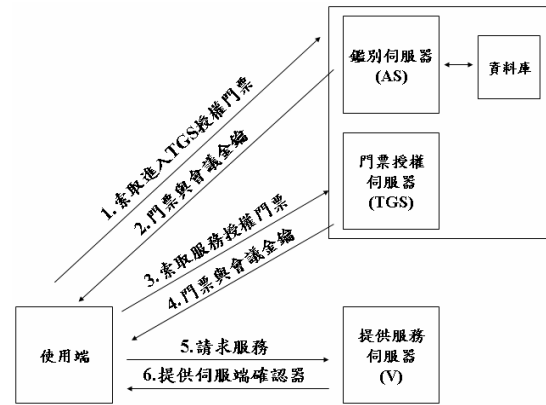 鑑別伺服器
(AS)
資料庫
門票授權
伺服器
(TGS)
1.索取進入TGS授權門票
2.門票與會議金鑰
3.索取服務授權門票
4.門票與會議金鑰
使用端
5.請求服務
6.提供伺服端確認器
提供服務
伺服器
(V)